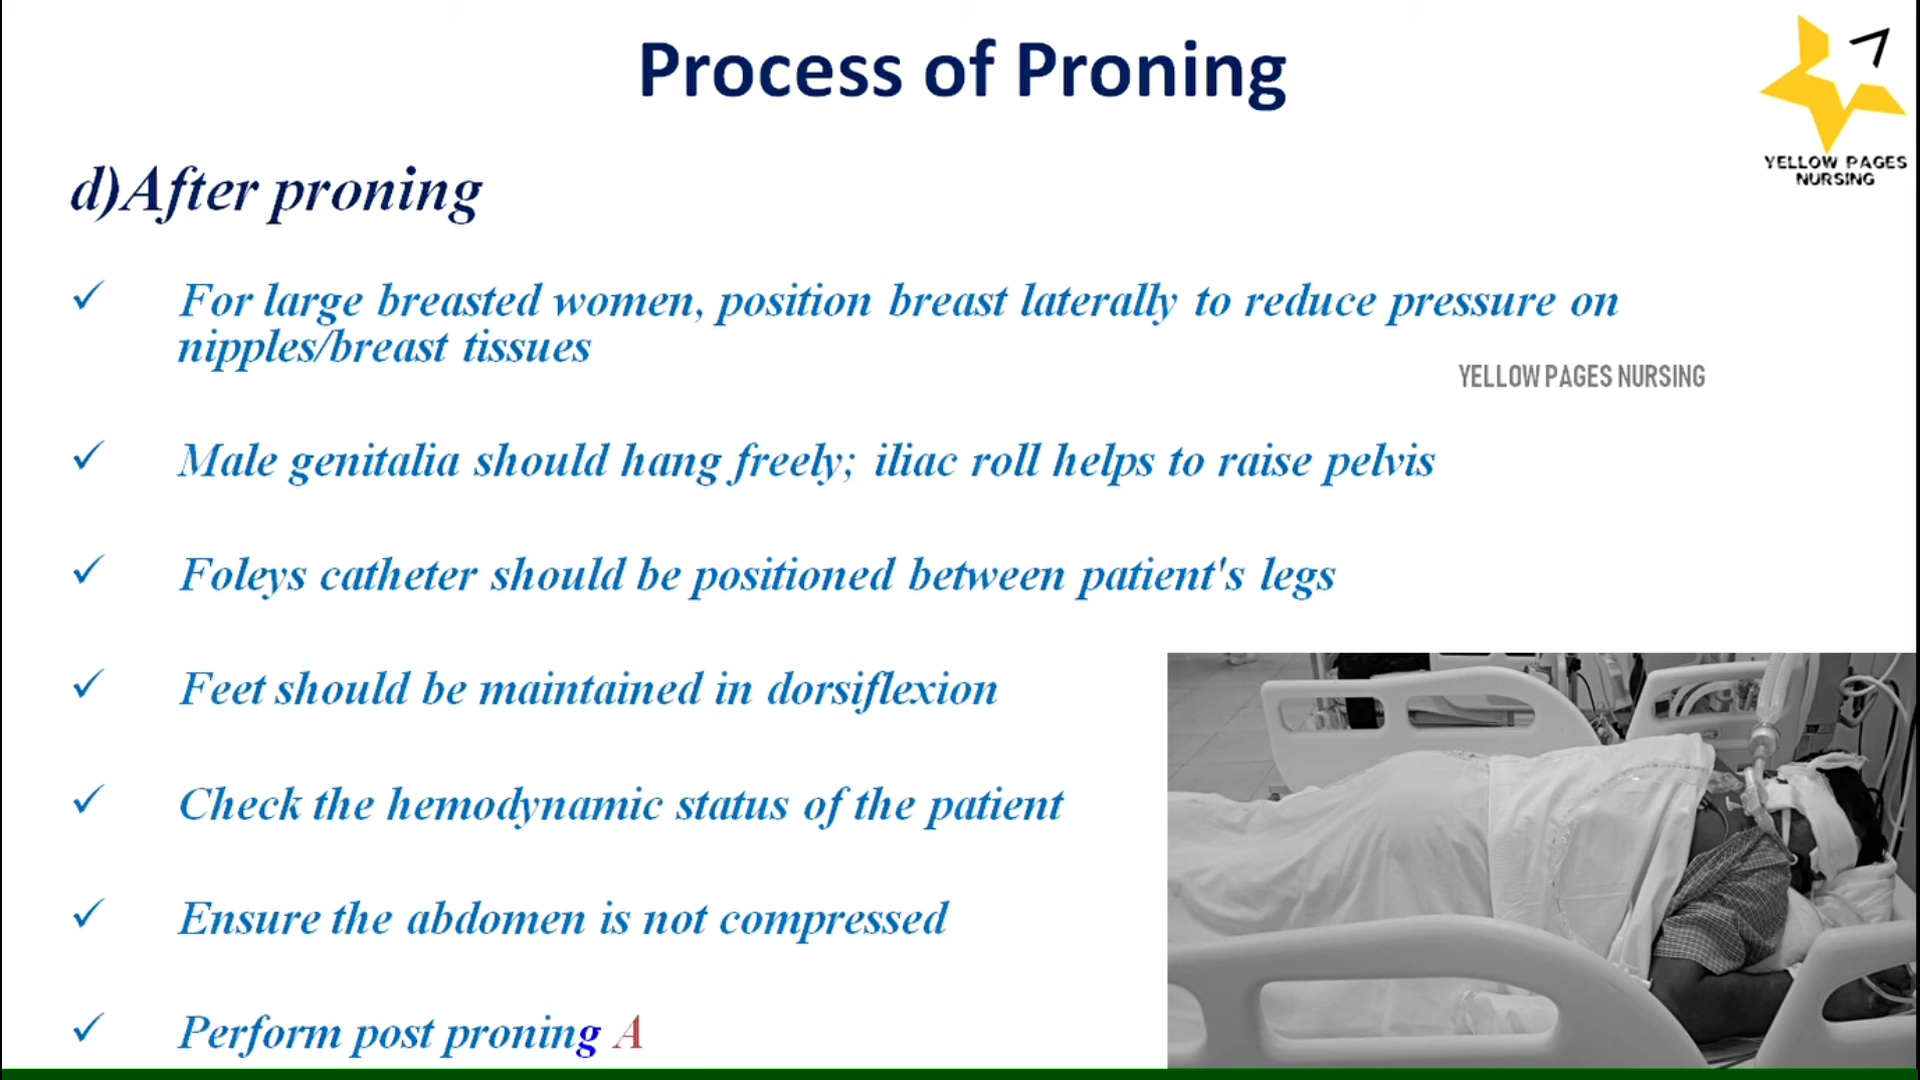 Process of Proning
YELLOW PAGES
NURSING
d)After proning
✓ For large breasted women, position breast laterally to reduce pressure on
nipples/breast tissues
YELLOW PAGES NURSING
✓ Male genitalia should hang freely; iliac roll helps to raise pelvis
✓ Foleys catheter should be positioned between patient's legs
✓ Feet should be maintained in dorsiflexion
✓ Check the hemodynamic status of the patient
✓ Ensure the abdomen is not compressed
✓ Perform post proning A